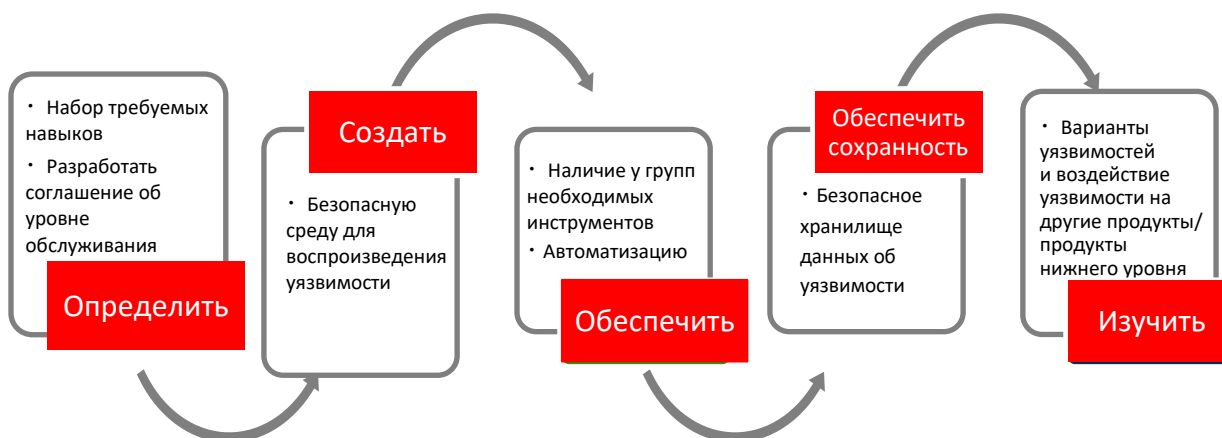 · Набор требуемых
навыков
· Разработать
соглашение об
уровне
обслуживания
Определить
Создать
· Безопасную
среду для
воспроизведения
уязвимости
· Наличие у групп
необходимых
инструментов
· Автоматизацию
Обеспечить
Обеспечить
сохранность
· Безопасное
хранилище
данных об
уязвимости
· Варианты
уязвимостей
и воздействие
уязвимости на
другие продукты/
продукты
нижнего уровня
Изучить